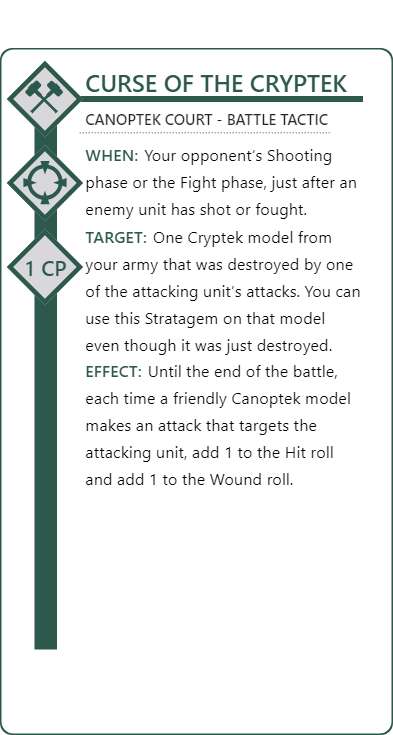 CURSE OF THE CRYPTEK
CANOPTEK COURT - BATTLE TACTIC
WHEN: Your opponent’s Shooting
phase or the Fight phase, just after an
enemy unit has shot or fought.
TARGET: One Cryptek model from
your army that was destroyed by one
of the attacking unit’s attacks. You can
use this Stratagem on that model
even though it was just destroyed.
EFFECT: Until the end of the battle,
each time a friendly Canoptek model
makes an attack that targets the
attacking unit, add 1 to the Hit roll
and add 1 to the Wound roll.
1 CP